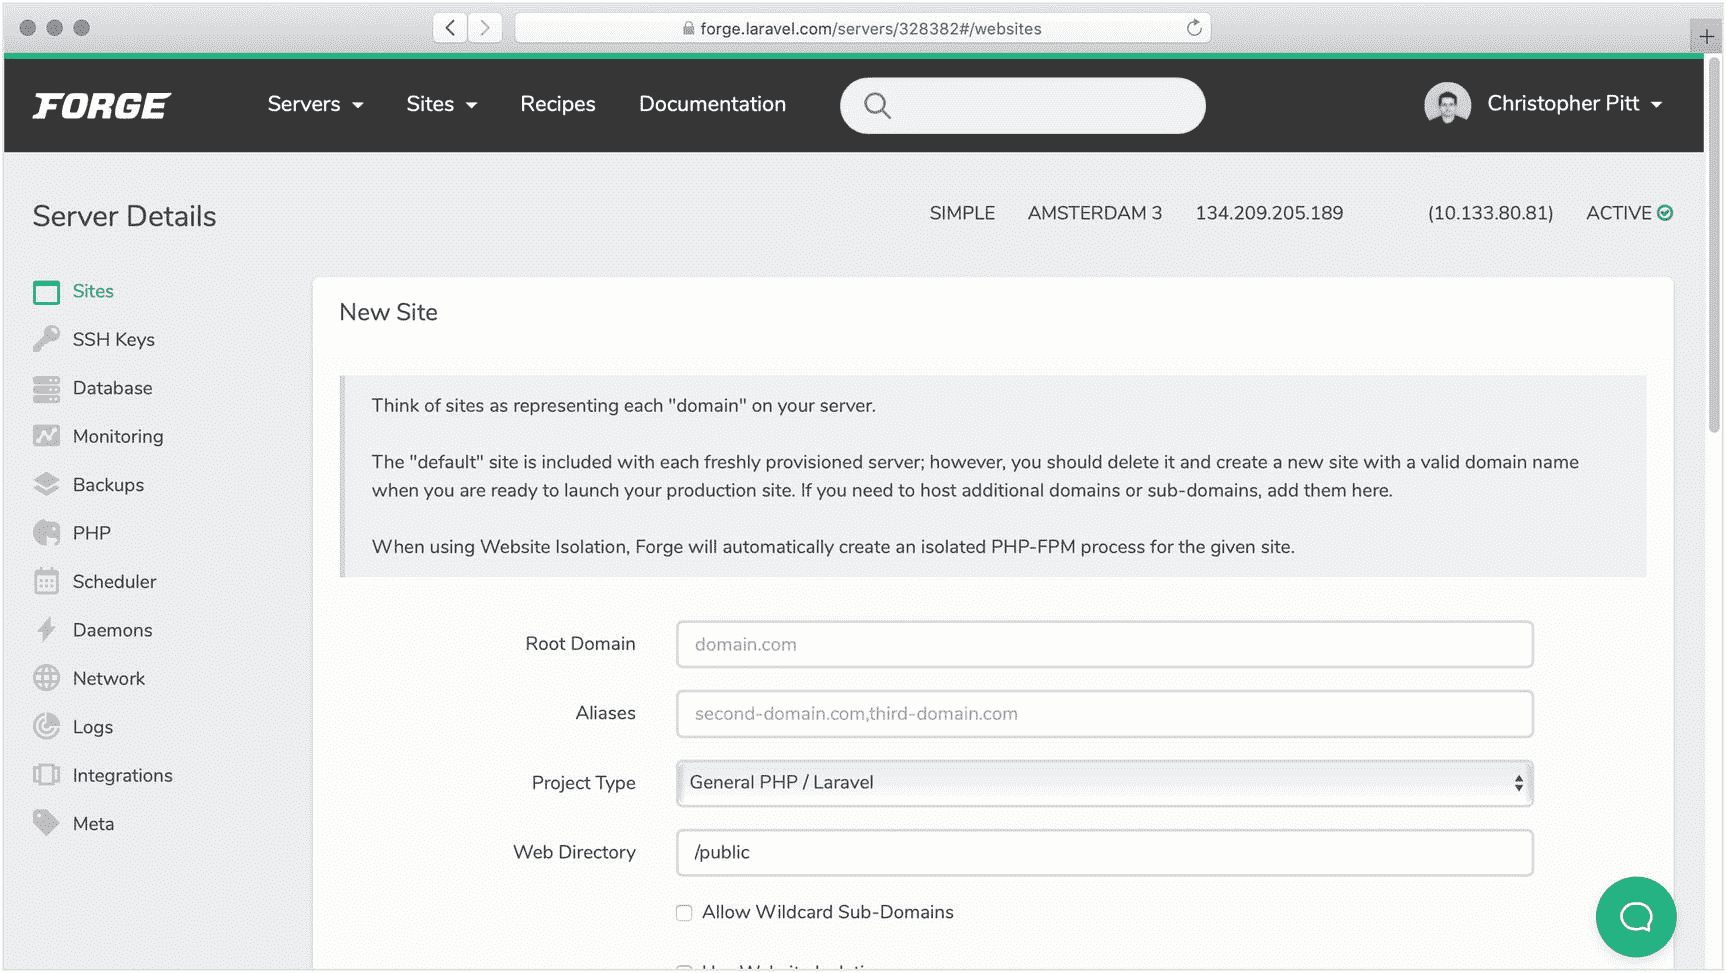 forge.laravel.com/servers/328382#/websites
FORGE
Servers
Sites
Recipes
Documentation
Christopher Pitt
Server Details
SIMPLE
AMSTERDAM 3
134.209.205.189
(10.133.80.81)
ACTIVE
Sites
SSH Keys
Database
Monitoring
Backups
PHP
Scheduler
Daemons
Network
Logs
Integrations
Meta
New Site
Think of sites as representing each "domain" on your server.
The "default" site is included with each freshly provisioned server; however, you should delete it and create a new site with a valid domain name
when you are ready to launch your production site. If you need to host additional domains or sub-domains, add them here.
When using Website Isolation, Forge will automatically create an isolated PHP-FPM process for the given site.
Root Domain
domain.com
Aliases
second-domain.com,third-domain.com
Project Type
General PHP / Laravel
Web Directory
/public
Allow Wildcard Sub-Domains